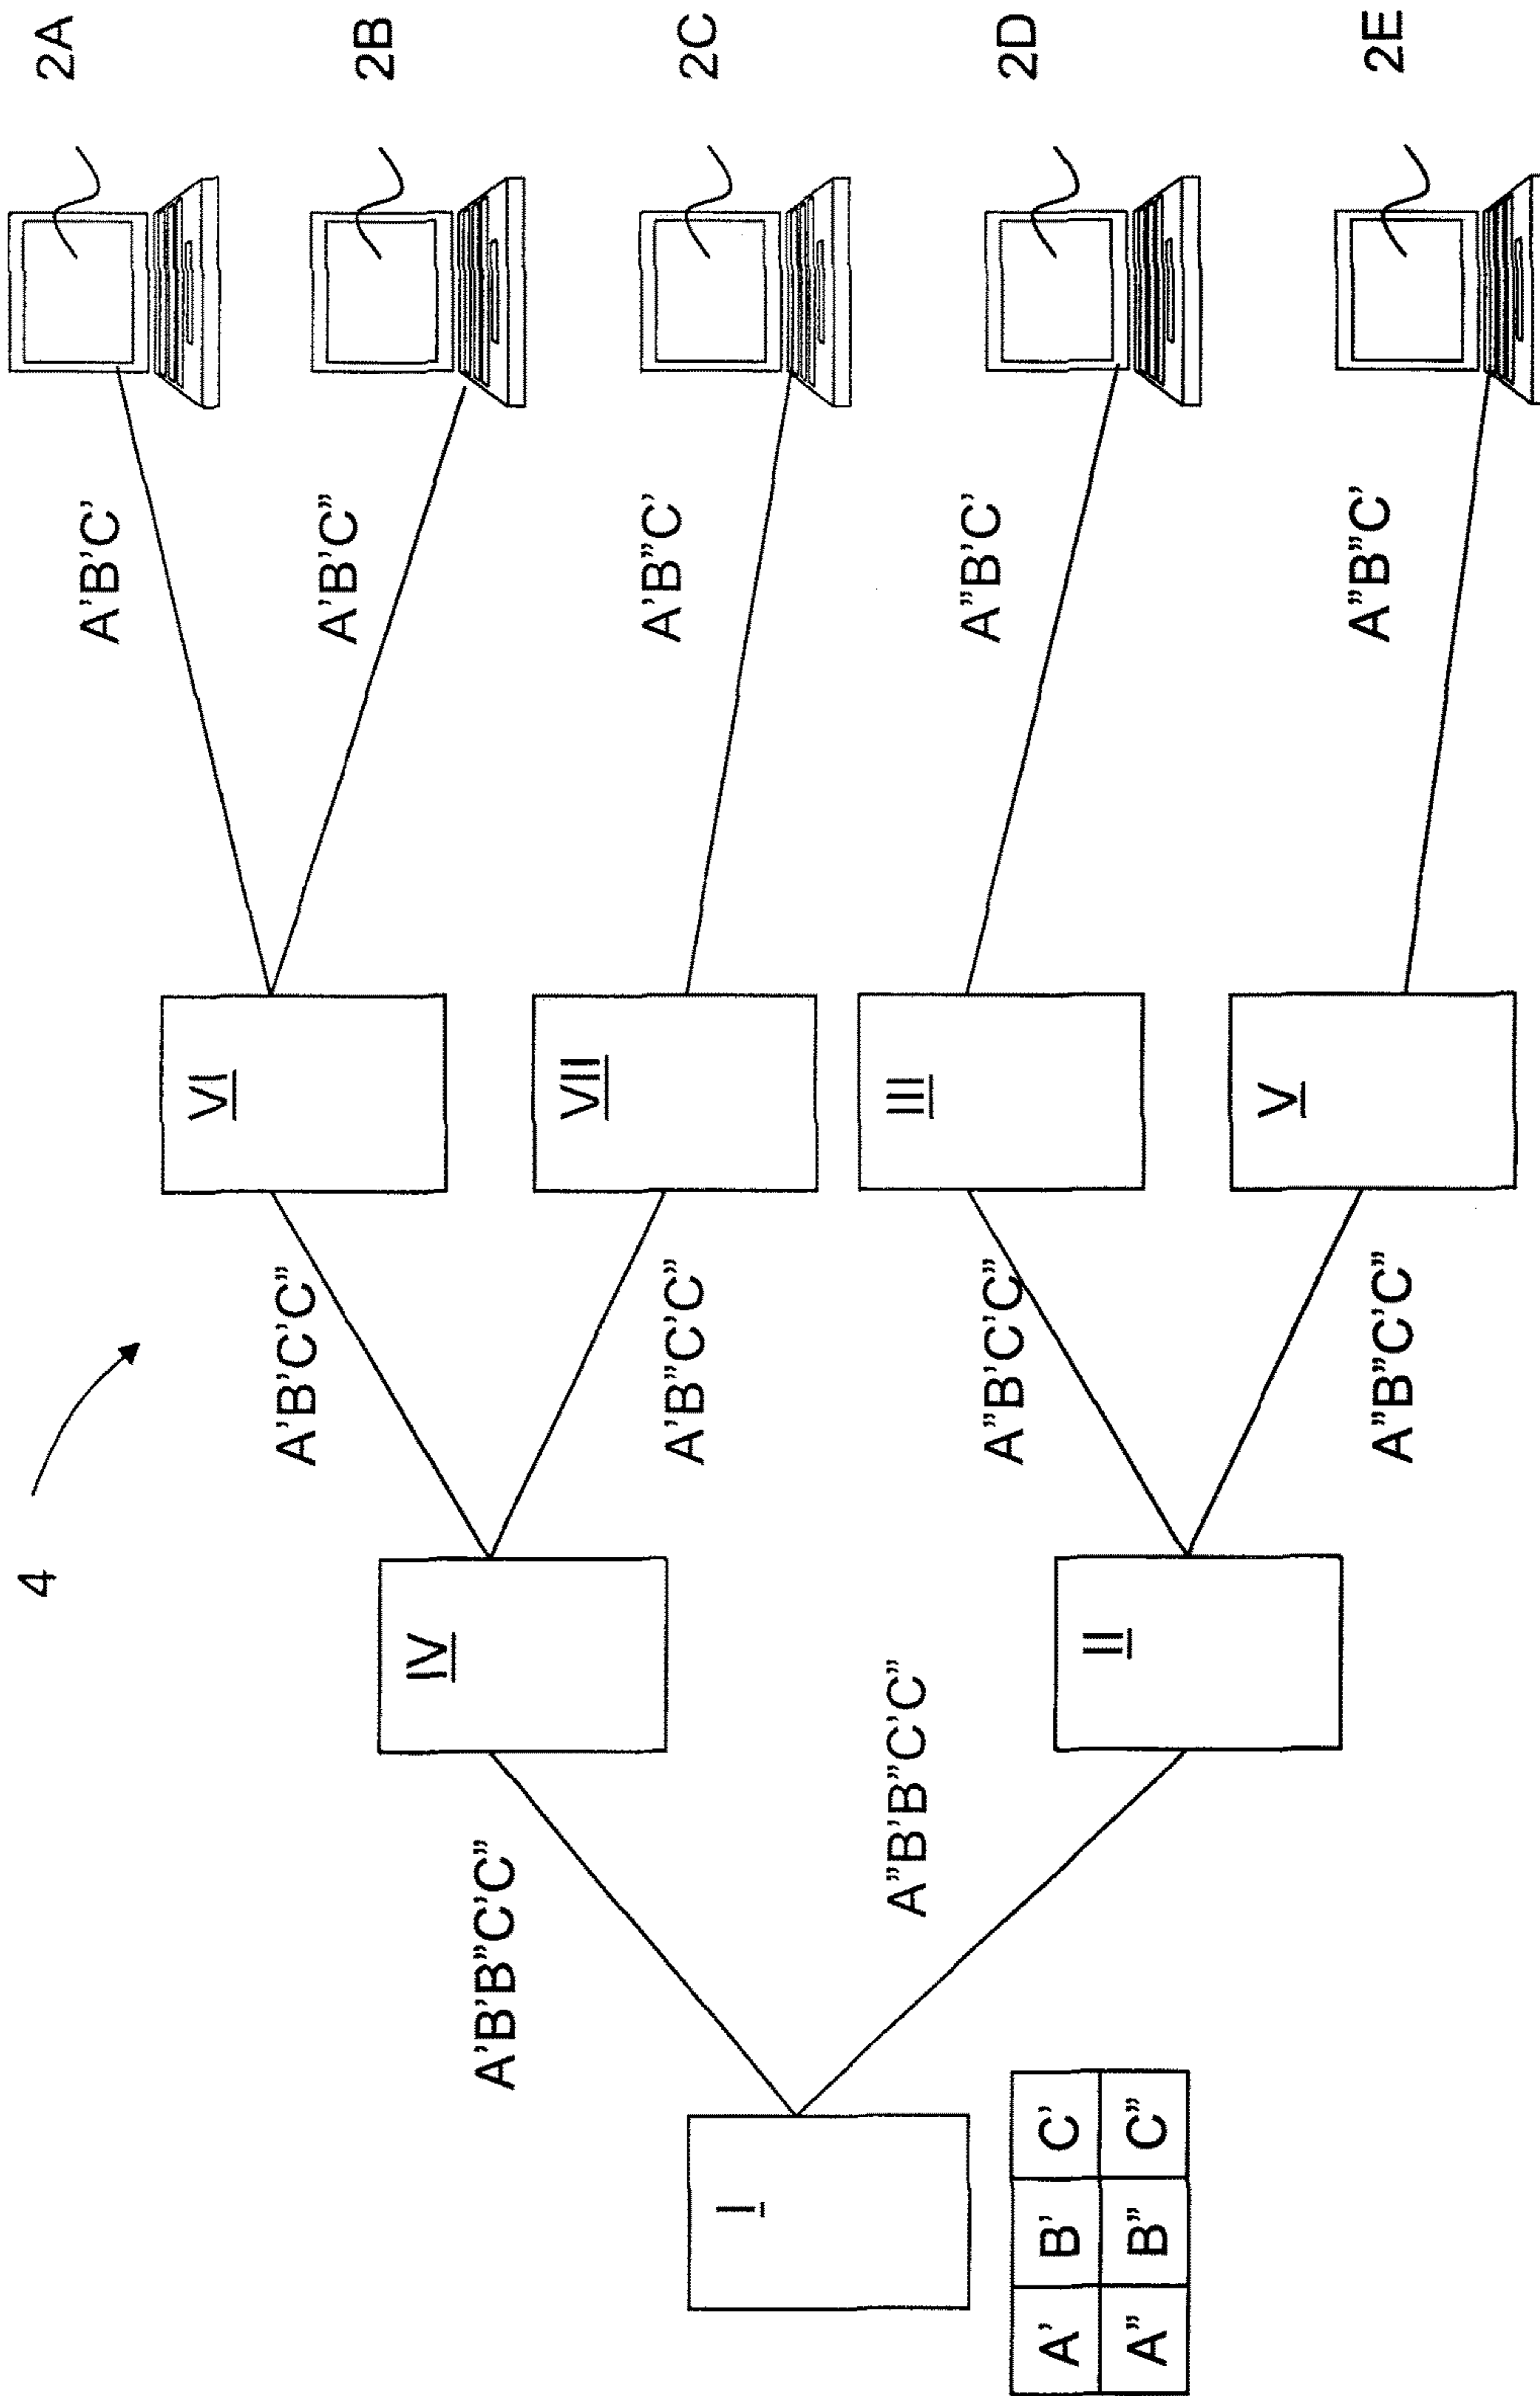 4
2A
2B
2C
2D
2E
A'B'C'
A'B'C”
A'B”C'
A”B'C'
A”B”C'
VI
VII
III
V
A'B'C'C”
A'B”C'C”
A”B'C'C”
A”B”C'C”
IV
II
A'B'B”C'C”
A”B'B”C'C”
I
A' B' C'
A” B” C”